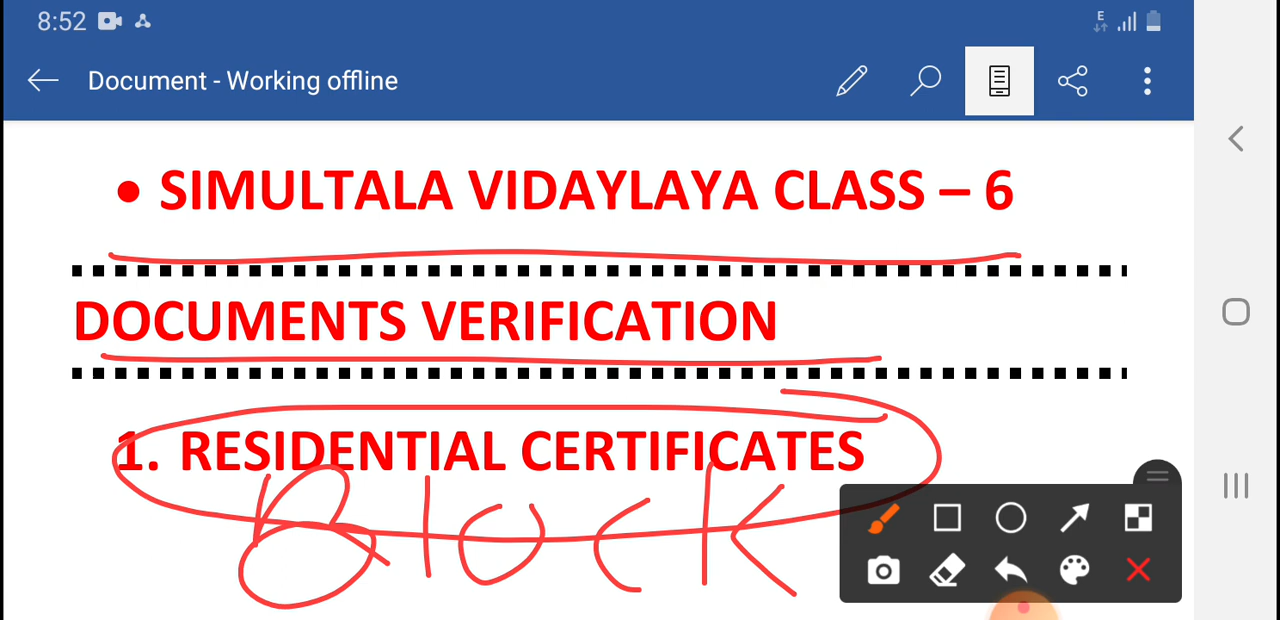 8:52
E
Document - Working offline
• SIMULTALA VIDAYLAYA CLASS – 6
DOCUMENTS VERIFICATION
1. RESIDENTIAL CERTIFICATES
Block